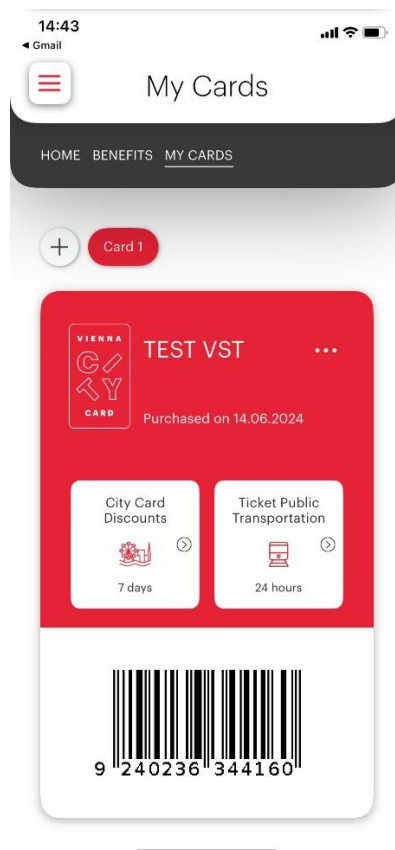 14:43
◀ Gmail
My Cards
HOME BENEFITS MY CARDS
+ Card 1
VIENNA
CITY
CARD
TEST VST
...
Purchased on 14.06.2024
City Card
Discounts
7 days
Ticket Public
Transportation
24 hours
9 240236 344160